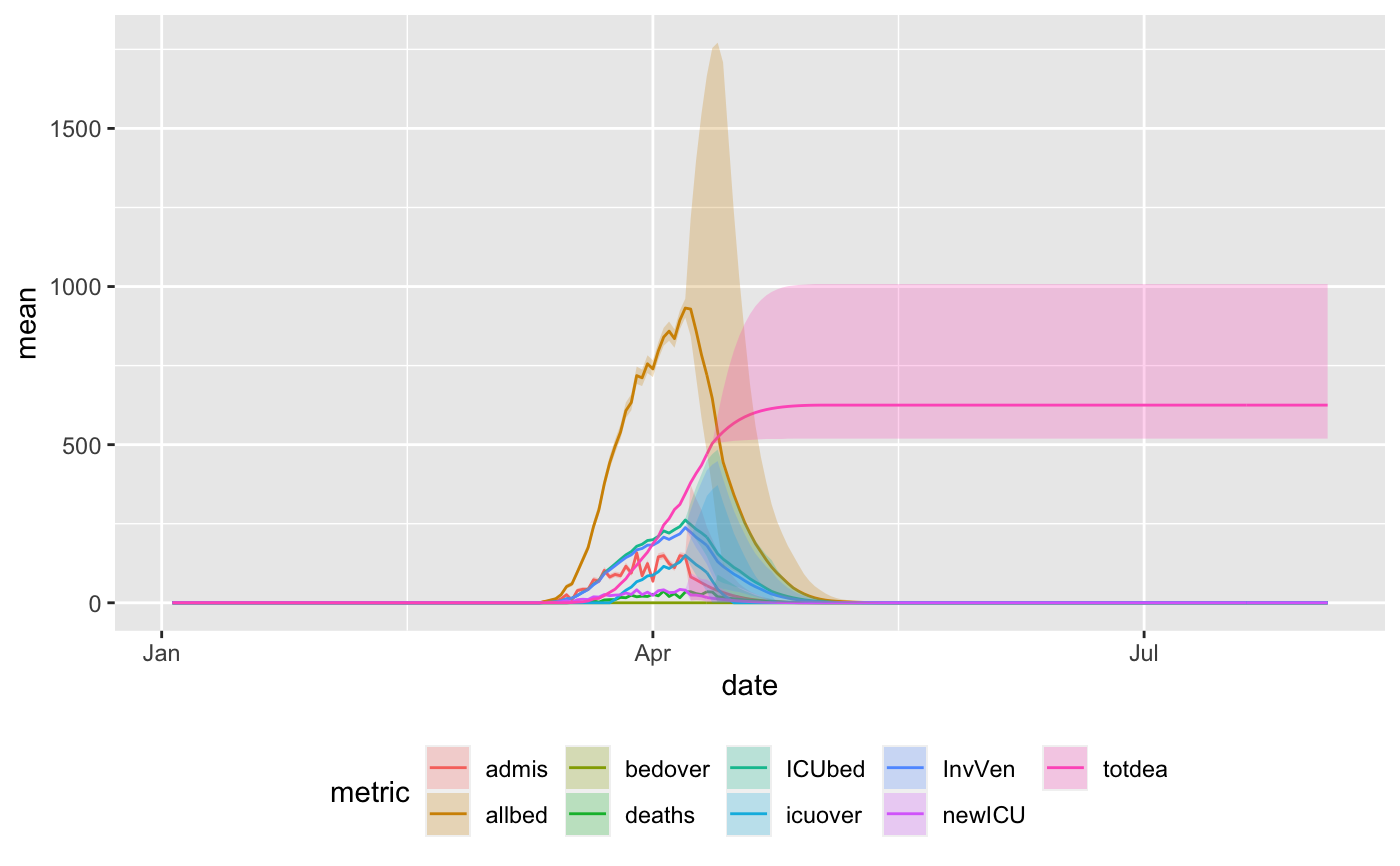 1500
1000
500
0
mean
Jan Apr Jul
date
metric
admis bedover ICUbed InvVen totdea
allbed deaths icuover newICU